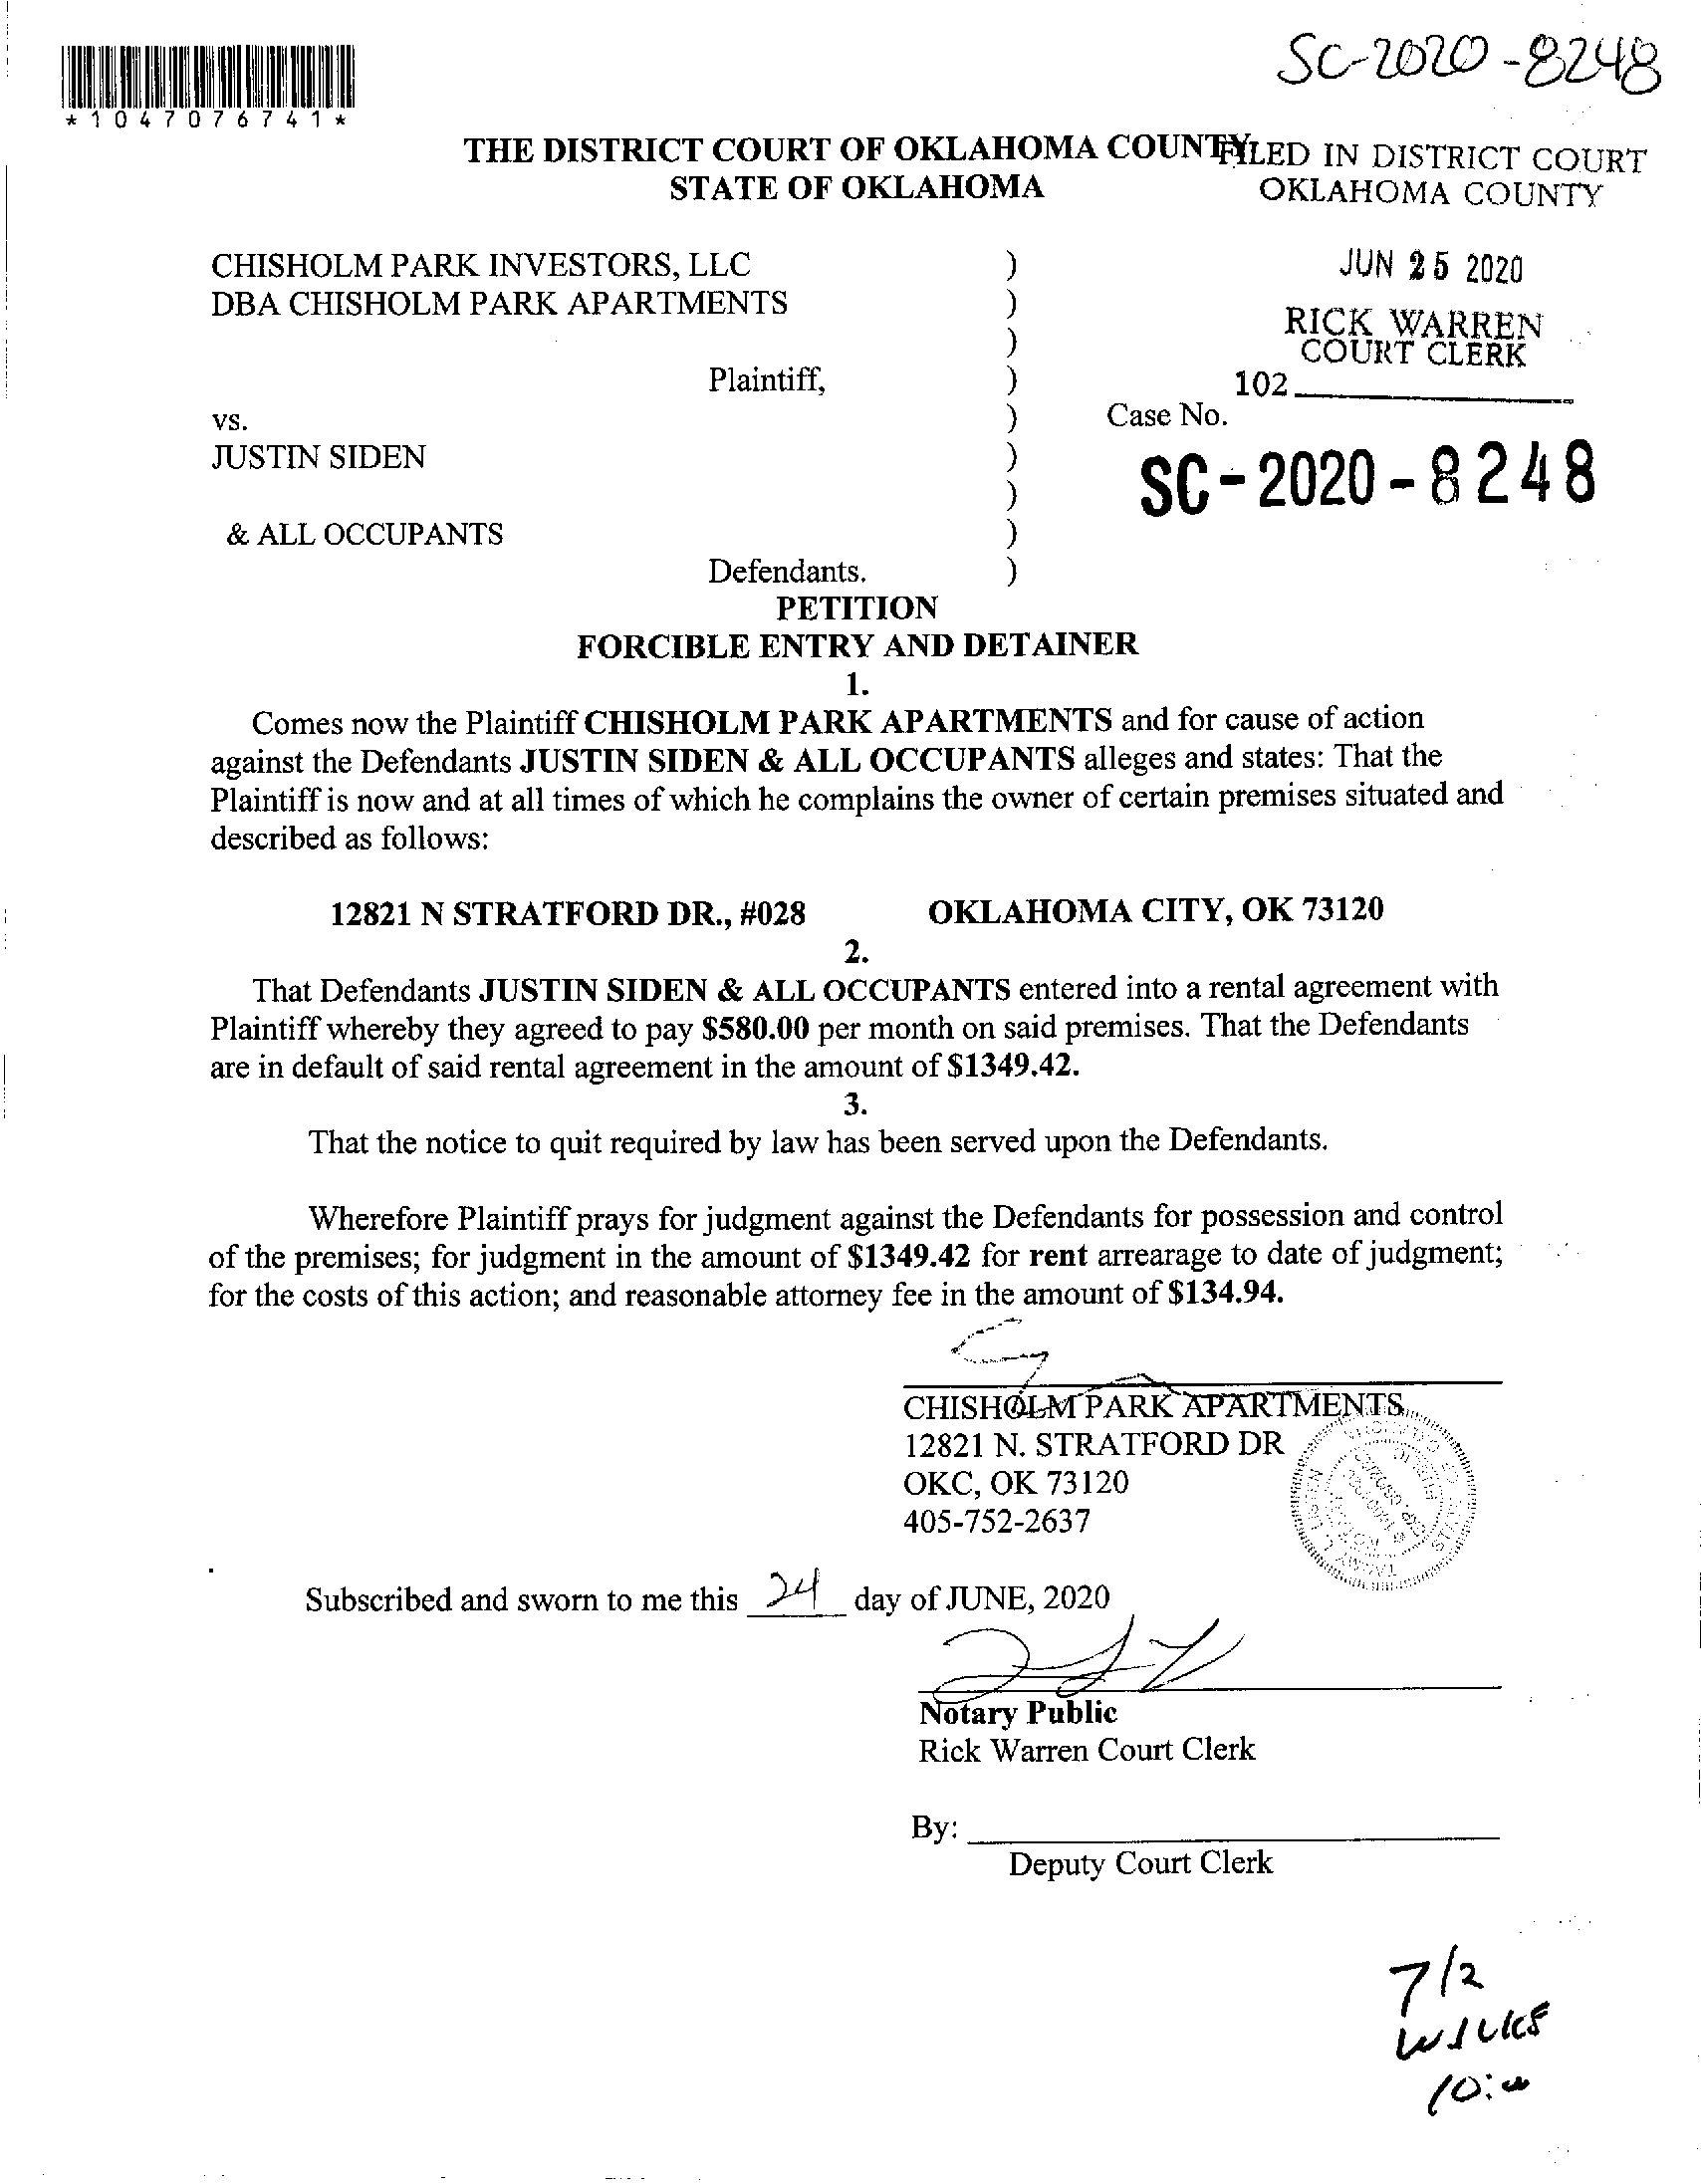 SC-2020-8248
*1047076741*
THE DISTRICT COURT OF OKLAHOMA COUNTY
STATE OF OKLAHOMA
FILED IN DISTRICT COURT
OKLAHOMA COUNTY
JUN 25 2020
RICK WARREN
COURT CLERK
102
CHISHOLM PARK INVESTORS, LLC )
DBA CHISHOLM PARK APARTMENTS )
)
Plaintiff, )
vs. ) Case No.
JUSTIN SIDEN )
) SC-2020-8248
& ALL OCCUPANTS )
Defendants. )
PETITION
FORCIBLE ENTRY AND DETAINER
1.
Comes now the Plaintiff CHISHOLM PARK APARTMENTS and for cause of action
against the Defendants JUSTIN SIDEN & ALL OCCUPANTS alleges and states: That the
Plaintiff is now and at all times of which he complains the owner of certain premises situated and
described as follows:
12821 N STRATFORD DR., #028 OKLAHOMA CITY, OK 73120
2.
That Defendants JUSTIN SIDEN & ALL OCCUPANTS entered into a rental agreement with
Plaintiff whereby they agreed to pay $580.00 per month on said premises. That the Defendants
are in default of said rental agreement in the amount of $1349.42.
3.
That the notice to quit required by law has been served upon the Defendants.
Wherefore Plaintiff prays for judgment against the Defendants for possession and control
of the premises; for judgment in the amount of $1349.42 for rent arrearage to date of judgment;
for the costs of this action; and reasonable attorney fee in the amount of $134.94.
CHISHOLM PARK APARTMENTS
12821 N. STRATFORD DR
OKC, OK 73120
405-752-2637
Subscribed and sworn to me this 24 day of JUNE, 2020
Notary Public
Rick Warren Court Clerk
By:
Deputy Court Clerk
7/2
WILKS
10:00